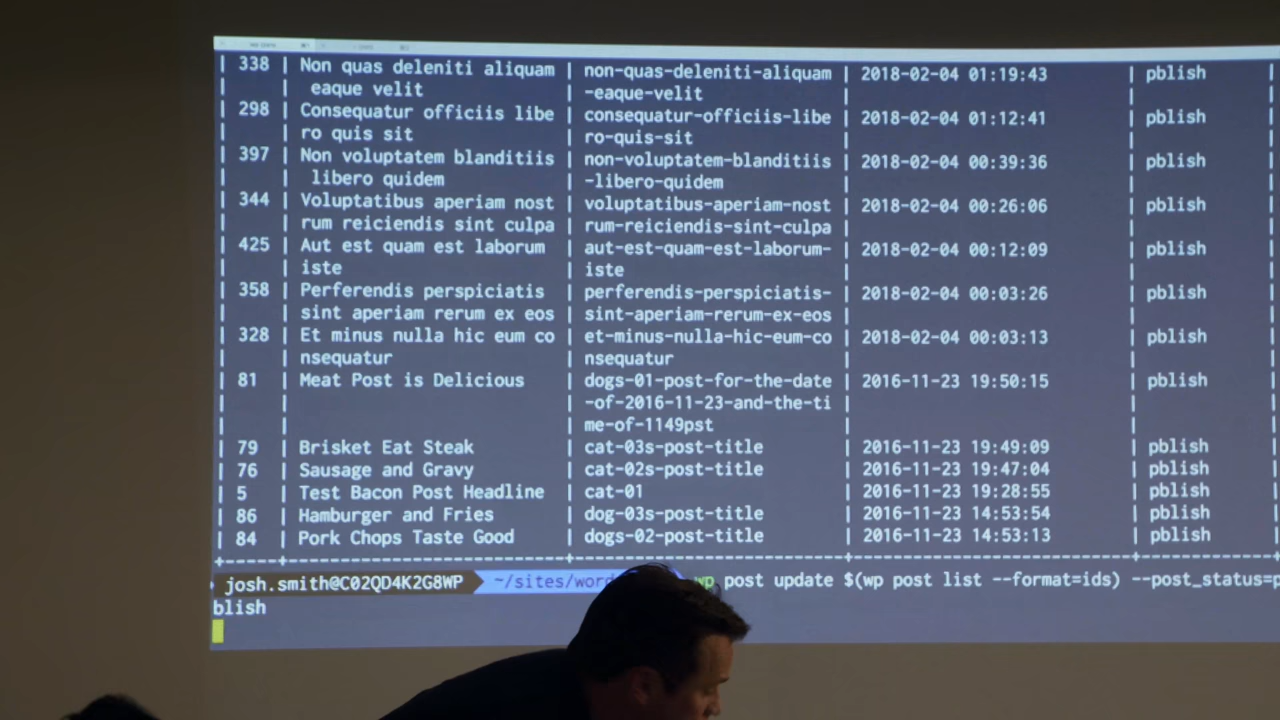 | 338 | Non quas deleniti aliquam | non-quas-deleniti-aliquam | 2018-02-04 01:19:43 | pblish |
| | eaque velit | -eaque-velit | | |
| 298 | Consequatur officiis libe | consequatur-officiis-libe | 2018-02-04 01:12:41 | pblish |
| | ro quis sit | ro-quis-sit | | |
| 397 | Non voluptatem blanditiis | non-voluptatem-blanditiis | 2018-02-04 00:39:36 | pblish |
| | libero quidem | -libero-quidem | | |
| 344 | Voluptatibus aperiam nost | voluptatibus-aperiam-nost | 2018-02-04 00:26:06 | pblish |
| | rum reiciendis sint culpa | rum-reiciendis-sint-culpa | | |
| 425 | Aut est quam est laborum | aut-est-quam-est-laborum- | 2018-02-04 00:12:09 | pblish |
| | iste | iste | | |
| 358 | Perferendis perspiciatis | perferendis-perspiciatis- | 2018-02-04 00:03:26 | pblish |
| | sint aperiam rerum ex eos | sint-aperiam-rerum-ex-eos | | |
| 328 | Et minus nulla hic eum co | et-minus-nulla-hic-eum-co | 2018-02-04 00:03:13 | pblish |
| | nsequatur | nsequatur | | |
| 81 | Meat Post is Delicious | dogs-01-post-for-the-date | 2016-11-23 19:50:15 | pblish |
| | | -of-2016-11-23-and-the-ti | | |
| | | me-of-1149pst | | |
| 79 | Brisket Eat Steak | cat-03s-post-title | 2016-11-23 19:49:09 | pblish |
| 76 | Sausage and Gravy | cat-02s-post-title | 2016-11-23 19:47:04 | pblish |
| 5 | Test Bacon Post Headline | cat-01 | 2016-11-23 19:28:55 | pblish |
| 86 | Hamburger and Fries | dog-03s-post-title | 2016-11-23 14:53:54 | pblish |
| 84 | Pork Chops Taste Good | dogs-02-post-title | 2016-11-23 14:53:13 | pblish |
josh.smith@C02QD4K2G8WP ~/sites/word wp post update $(wp post list --format=ids) --post_status=p
blish